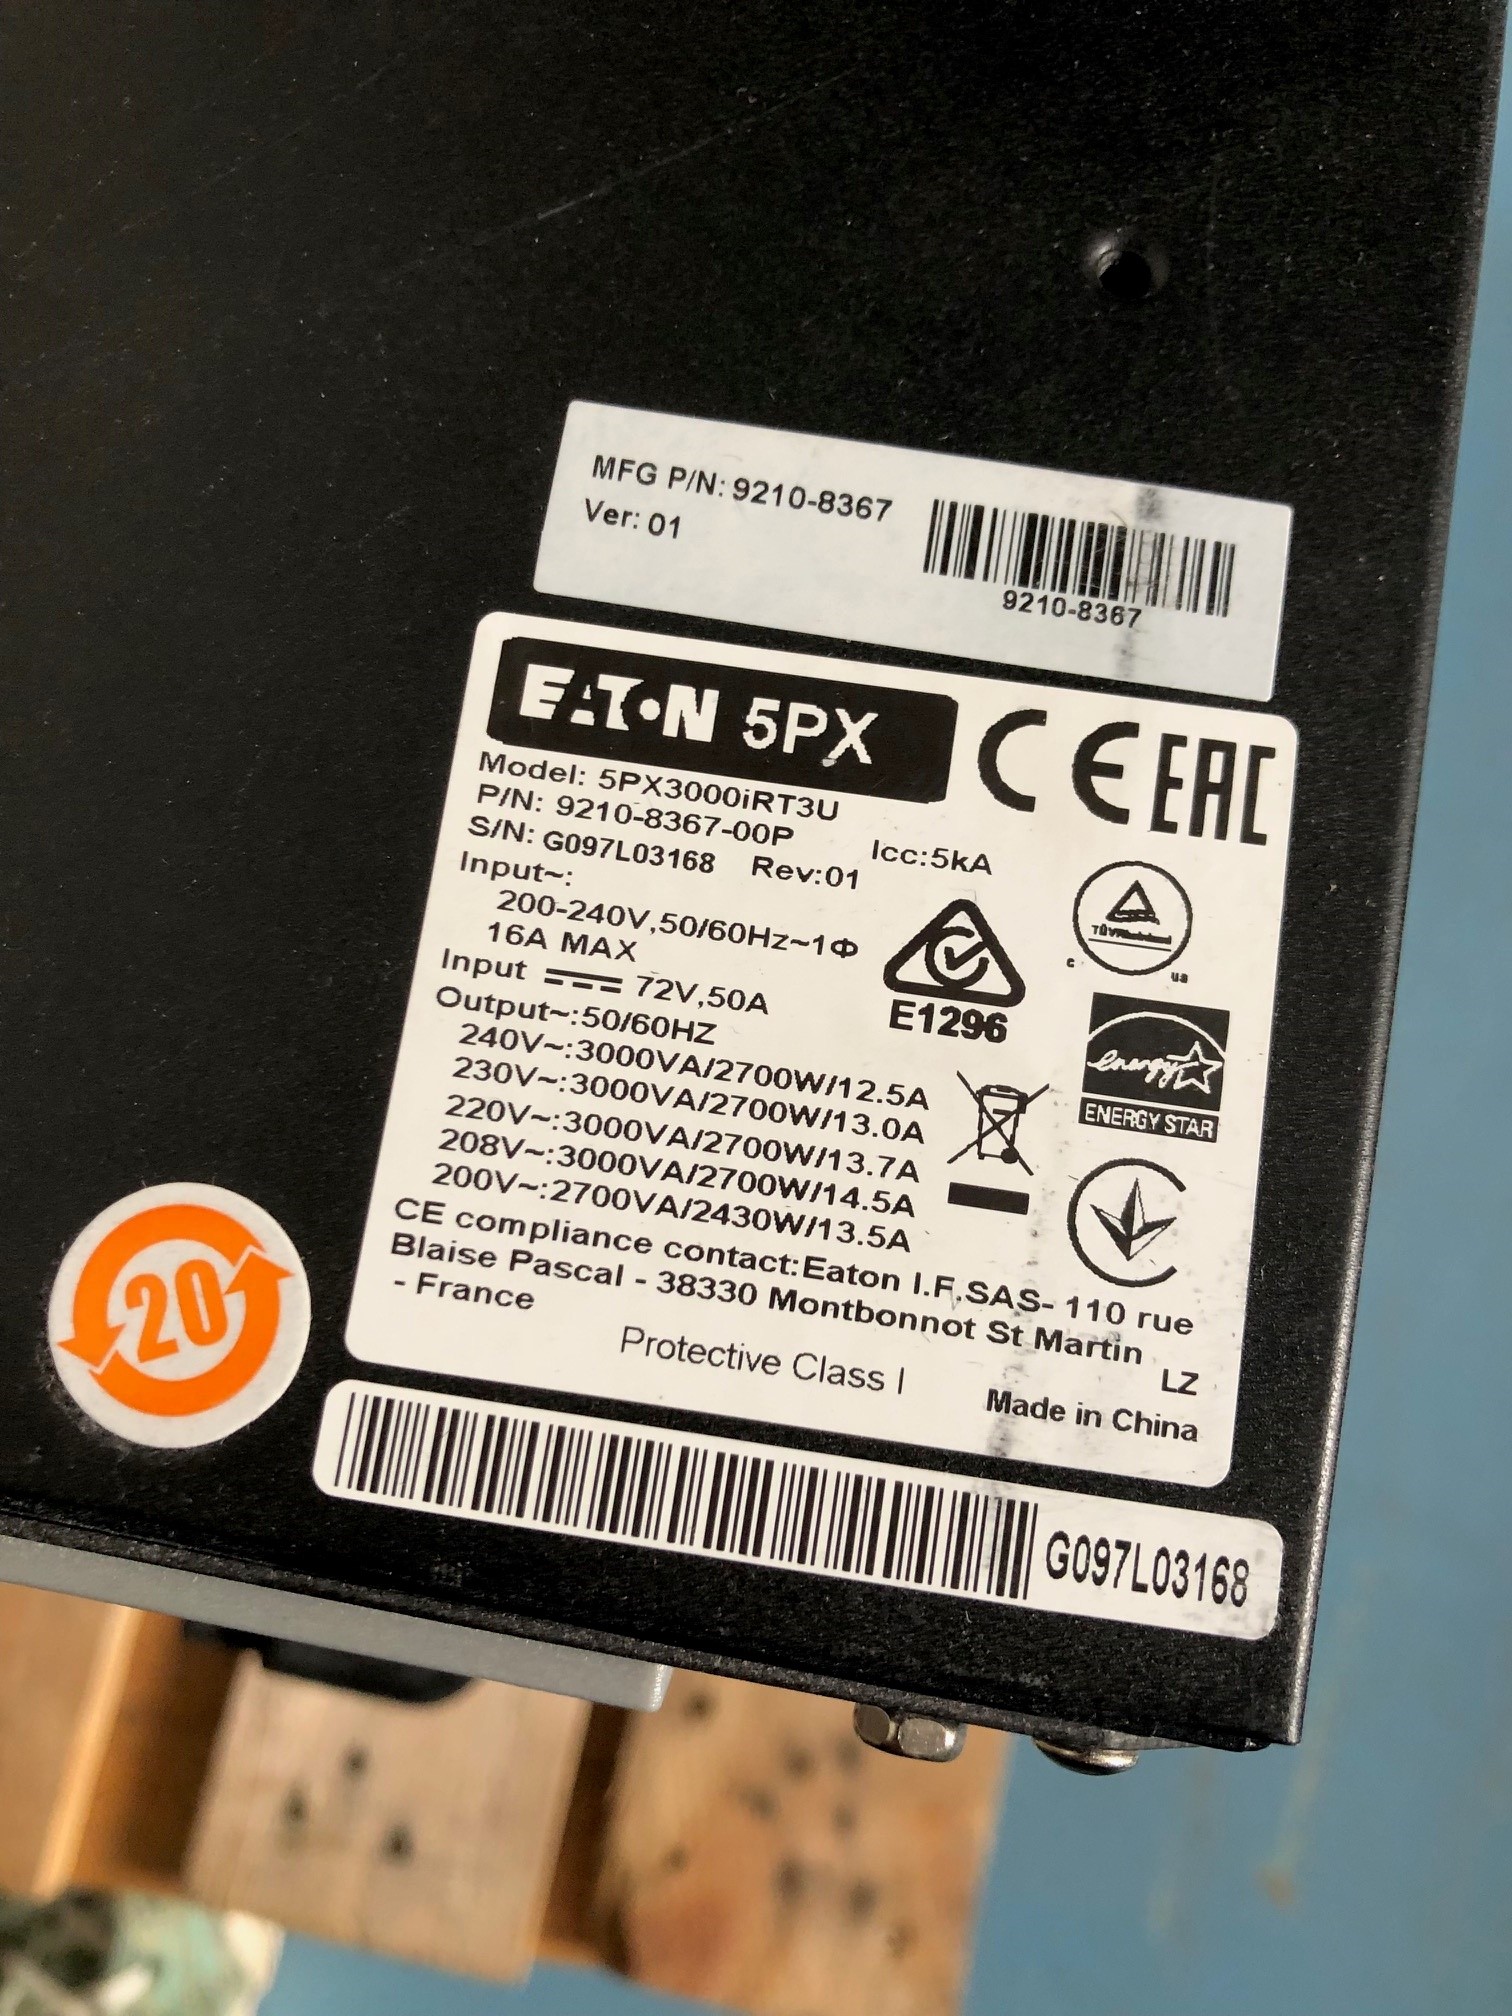 MFG P/N: 9210-8367
Ver: 01
9210-8367
EATON 5PX
CE EAC
Model: 5PX3000iRT3U
P/N: 9210-8367-00P
Icc:5kA
S/N: G097L03168 Rev:01
Input~:
200-240V,50/60Hz~1Φ
16A MAX
Input ⎓ 72V,50A
Output~:50/60HZ
240V~:3000VA/2700W/12.5A
230V~:3000VA/2700W/13.0A
220V~:3000VA/2700W/13.7A
208V~:3000VA/2700W/14.5A
200V~:2700VA/2430W/13.5A
E1296
TÜVRheinland
c us
energy
ENERGY STAR
CE compliance contact:Eaton I.F.SAS- 110 rue
Blaise Pascal - 38330 Montbonnot St Martin
- France
LZ
Protective Class I
Made in China
20
G097L03168